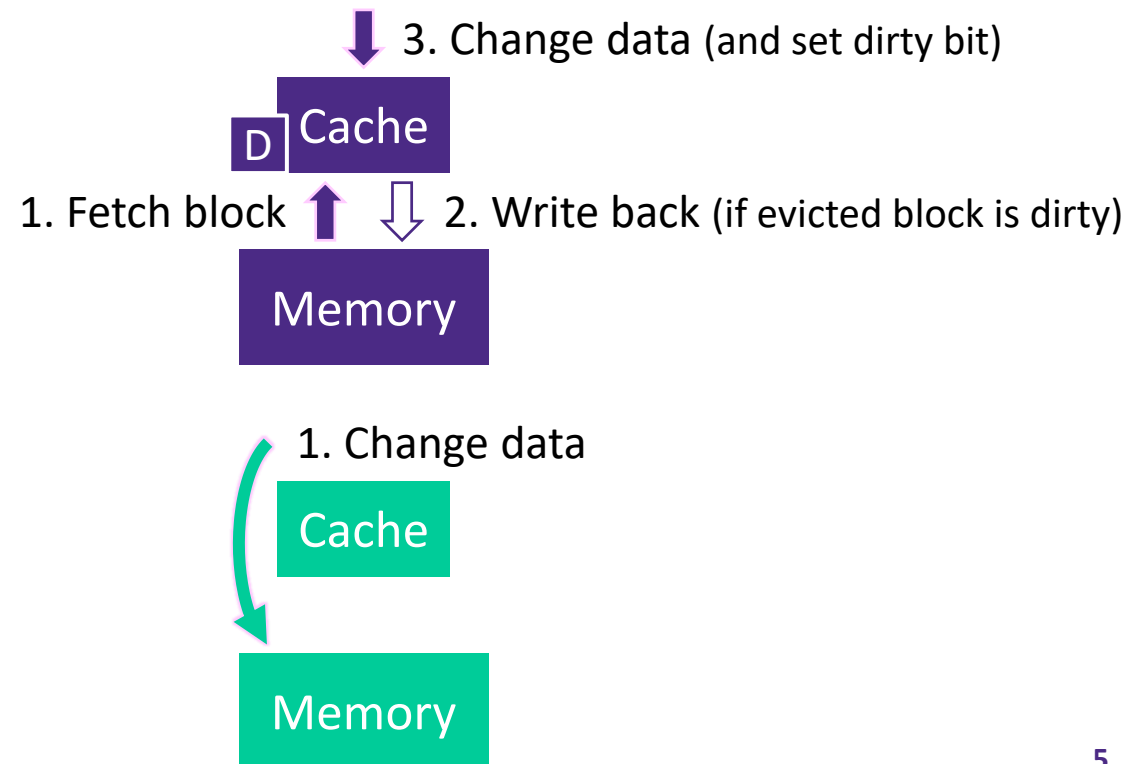 3. Change data (and set dirty bit)
Cache
D
1. Fetch block
2. Write back (if evicted block is dirty)
Memory
1. Change data
Cache
Memory
5